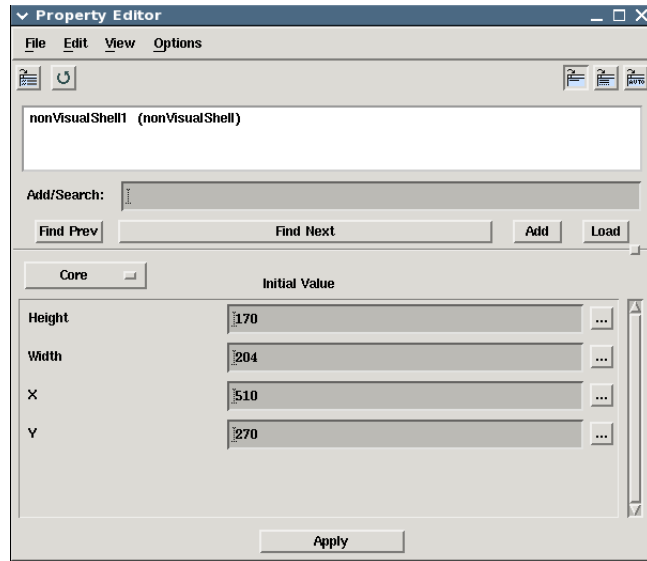 Property Editor
File Edit View Options
AUTO
nonVisualShell1 (nonVisualShell)
Add/Search:
Find Prev Find Next Add Load
Core
Initial Value
Height 170 ...
Width 204 ...
X 510 ...
Y 270 ...
Apply